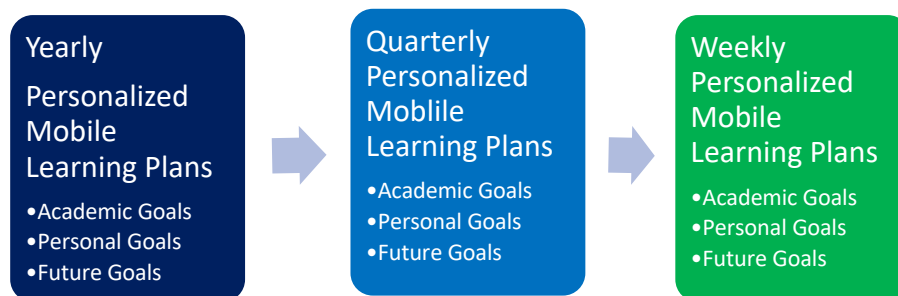 Yearly
Personalized
Mobile
Learning Plans
•Academic Goals
•Personal Goals
•Future Goals
Quarterly
Personalized
Moblile
Learning Plans
•Academic Goals
•Personal Goals
•Future Goals
Weekly
Personalized
Mobile
Learning Plans
•Academic Goals
•Personal Goals
•Future Goals